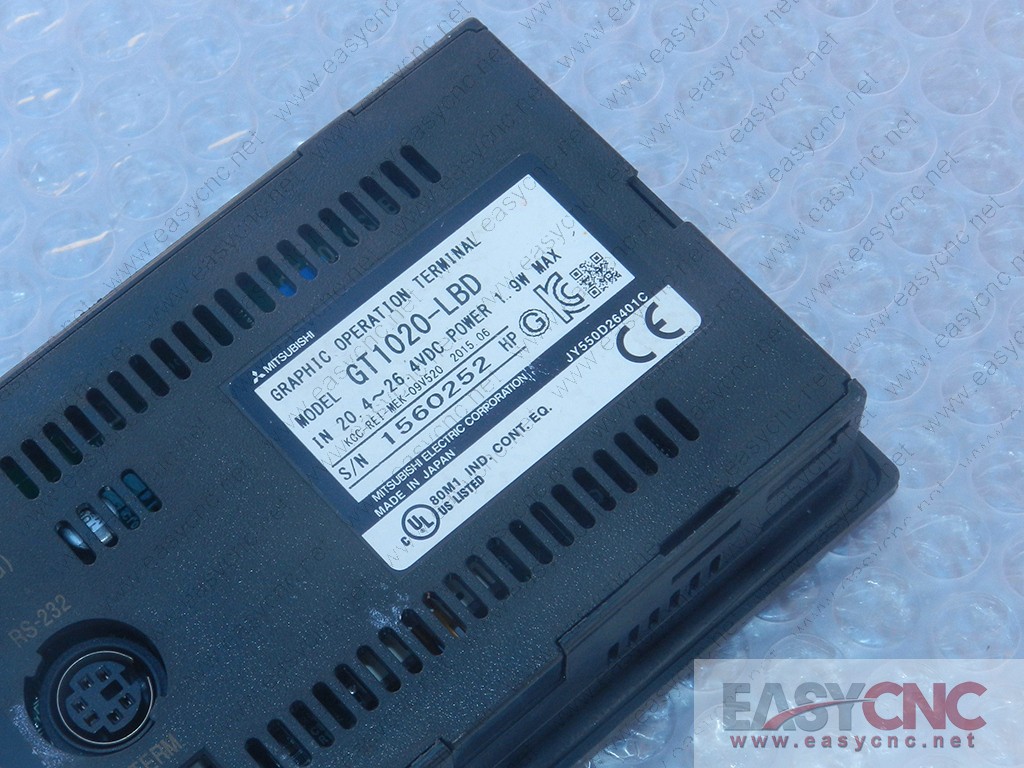 MITSUBISHI
GRAPHIC OPERATION TERMINAL
MODEL GT1020-LBD
IN 20.4~26.4VDC POWER 1.9W MAX
KCC-REI-MEK-09V520 2015.06
S/N 1560252 HP
MITSUBISHI ELECTRIC CORPORATION
MADE IN JAPAN
JY550D26401C
CE
C UL US LISTED
80M1 IND. CONT. EQ.
RS-232
TERM
EASYCNC
www.easycnc.net